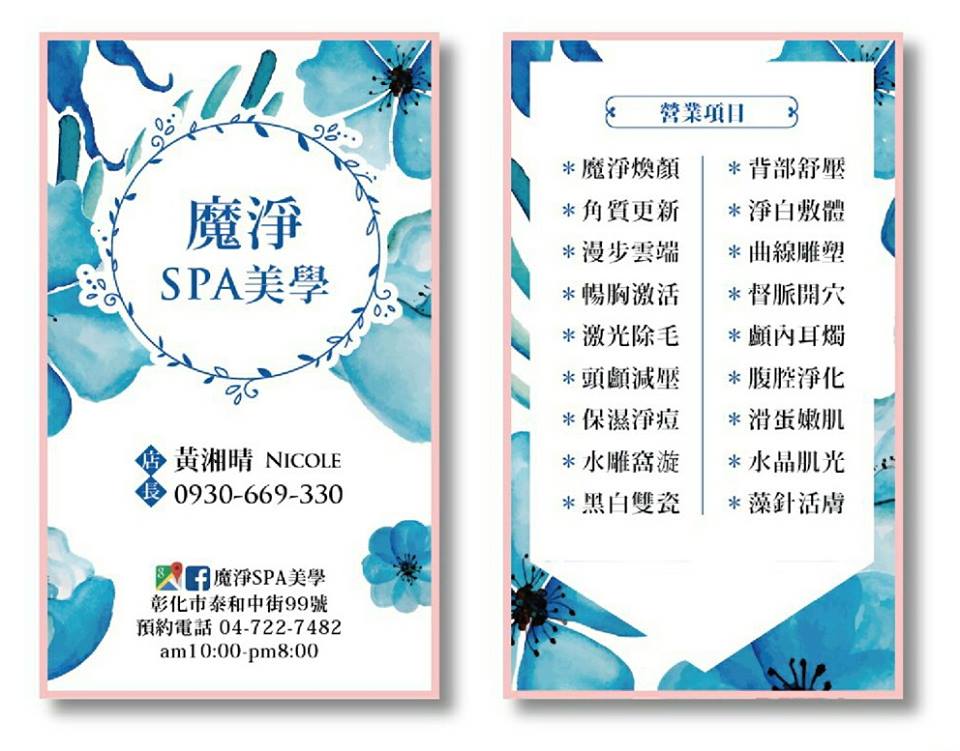 魔淨
SPA美學
店長
黃湘晴 NICOLE
0930-669-330
魔淨SPA美學
彰化市泰和中街99號
預約電話 04-722-7482
am10:00-pm8:00
營業項目
*魔淨煥顏
*角質更新
*漫步雲端
*暢胸激活
*激光除毛
*頭顱減壓
*保濕淨痘
*水雕窩漩
*黑白雙瓷
*背部舒壓
*淨白敷體
*曲線雕塑
*督脈開穴
*顱內耳燭
*腹腔淨化
*滑蛋嫩肌
*水晶肌光
*藻針活膚